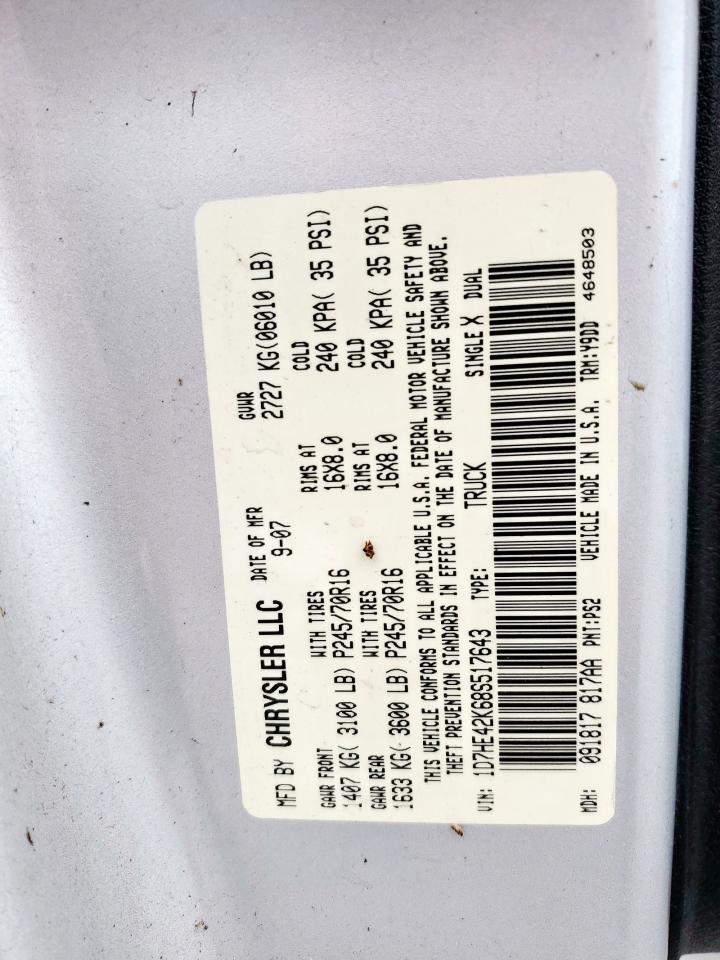 MFD BY CHRYSLER LLC DATE OF MFR GVWR
9-07 2727 KG(06010 LB)
GAWR FRONT WITH TIRES RIMS AT COLD
1407 KG( 3100 LB) P245/70R16 16X8.0 240 KPA( 35 PSI)
GAWR REAR WITH TIRES RIMS AT COLD
1633 KG( 3600 LB) P245/70R16 16X8.0 240 KPA( 35 PSI)
THIS VEHICLE CONFORMS TO ALL APPLICABLE U.S.A. FEDERAL MOTOR VEHICLE SAFETY AND
THEFT PREVENTION STANDARDS IN EFFECT ON THE DATE OF MANUFACTURE SHOWN ABOVE.
VIN: 1D7HE42K68S517643 TYPE: TRUCK SINGLE X DUAL
MDH: 091817 817AA PNT:PS2 VEHICLE MADE IN U.S.A. TRM:Y9DD 4648503